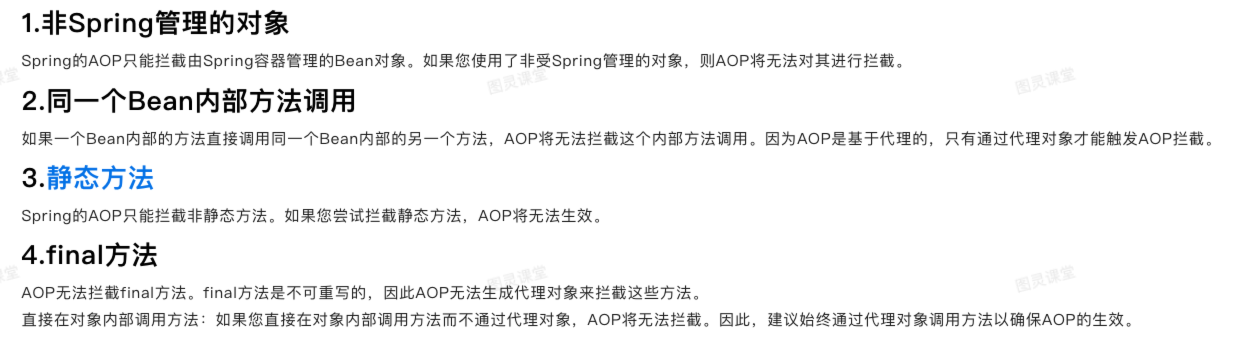 1.非Spring管理的对象
Spring的AOP只能拦截由Spring容器管理的Bean对象。如果您使用了非受Spring管理的对象，则AOP将无法对其进行拦截。
图灵课堂
图灵课堂
2.同一个Bean内部方法调用
如果一个Bean内部的方法直接调用同一个Bean内部的另一个方法，AOP将无法拦截这个内部方法调用。因为AOP是基于代理的，只有通过代理对象才能触发AOP拦截。
3.静态方法
Spring的AOP只能拦截非静态方法。如果您尝试拦截静态方法，AOP将无法生效。
4.final方法
图灵课堂
图灵课堂
AOP无法拦截final方法。final方法是不可重写的，因此AOP无法生成代理对象来拦截这些方法。
直接在对象内部调用方法：如果您直接在对象内部调用方法而不通过代理对象，AOP将无法拦截。因此，建议始终通过代理对象调用方法以确保AOP的生效。